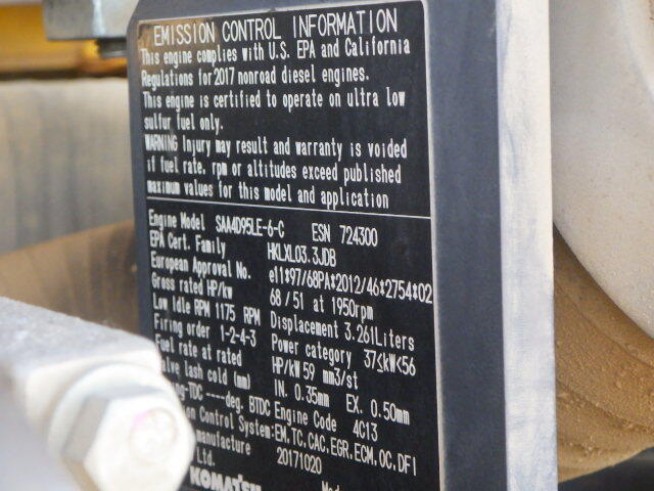 EMISSION CONTROL INFORMATION
This engine complies with U.S. EPA and California
Regulations for 2017 nonroad diesel engines.
This engine is certified to operate on ultra low
sulfur fuel only.
WARNING Injury may result and warranty is voided
if fuel rate, rpm or altitudes exceed published
maximum values for this model and application
Engine Model SAA4D95LE-6-C ESN 724300
EPA Cert. Family HKLXL03.3JDB
European Approval No. e11*97/68PA*2012/46*2754*02
Gross rated HP/kW 68/51 at 1950rpm
Low Idle RPM 1175 RPM Displacement 3.261Liters
Firing order 1-2-4-3 Power category 37≤kW<56
Fuel rate at rated HP/kW 59 mm3/st
lash cold (mm) IN. 0.35mm EX. 0.50mm
TDC ----deg. BTDC Engine Code 4C13
Control System:EM,TC,CAC,EGR,ECM,OC,DFI
manufacture 20171020
Ltd.
KOMATSU